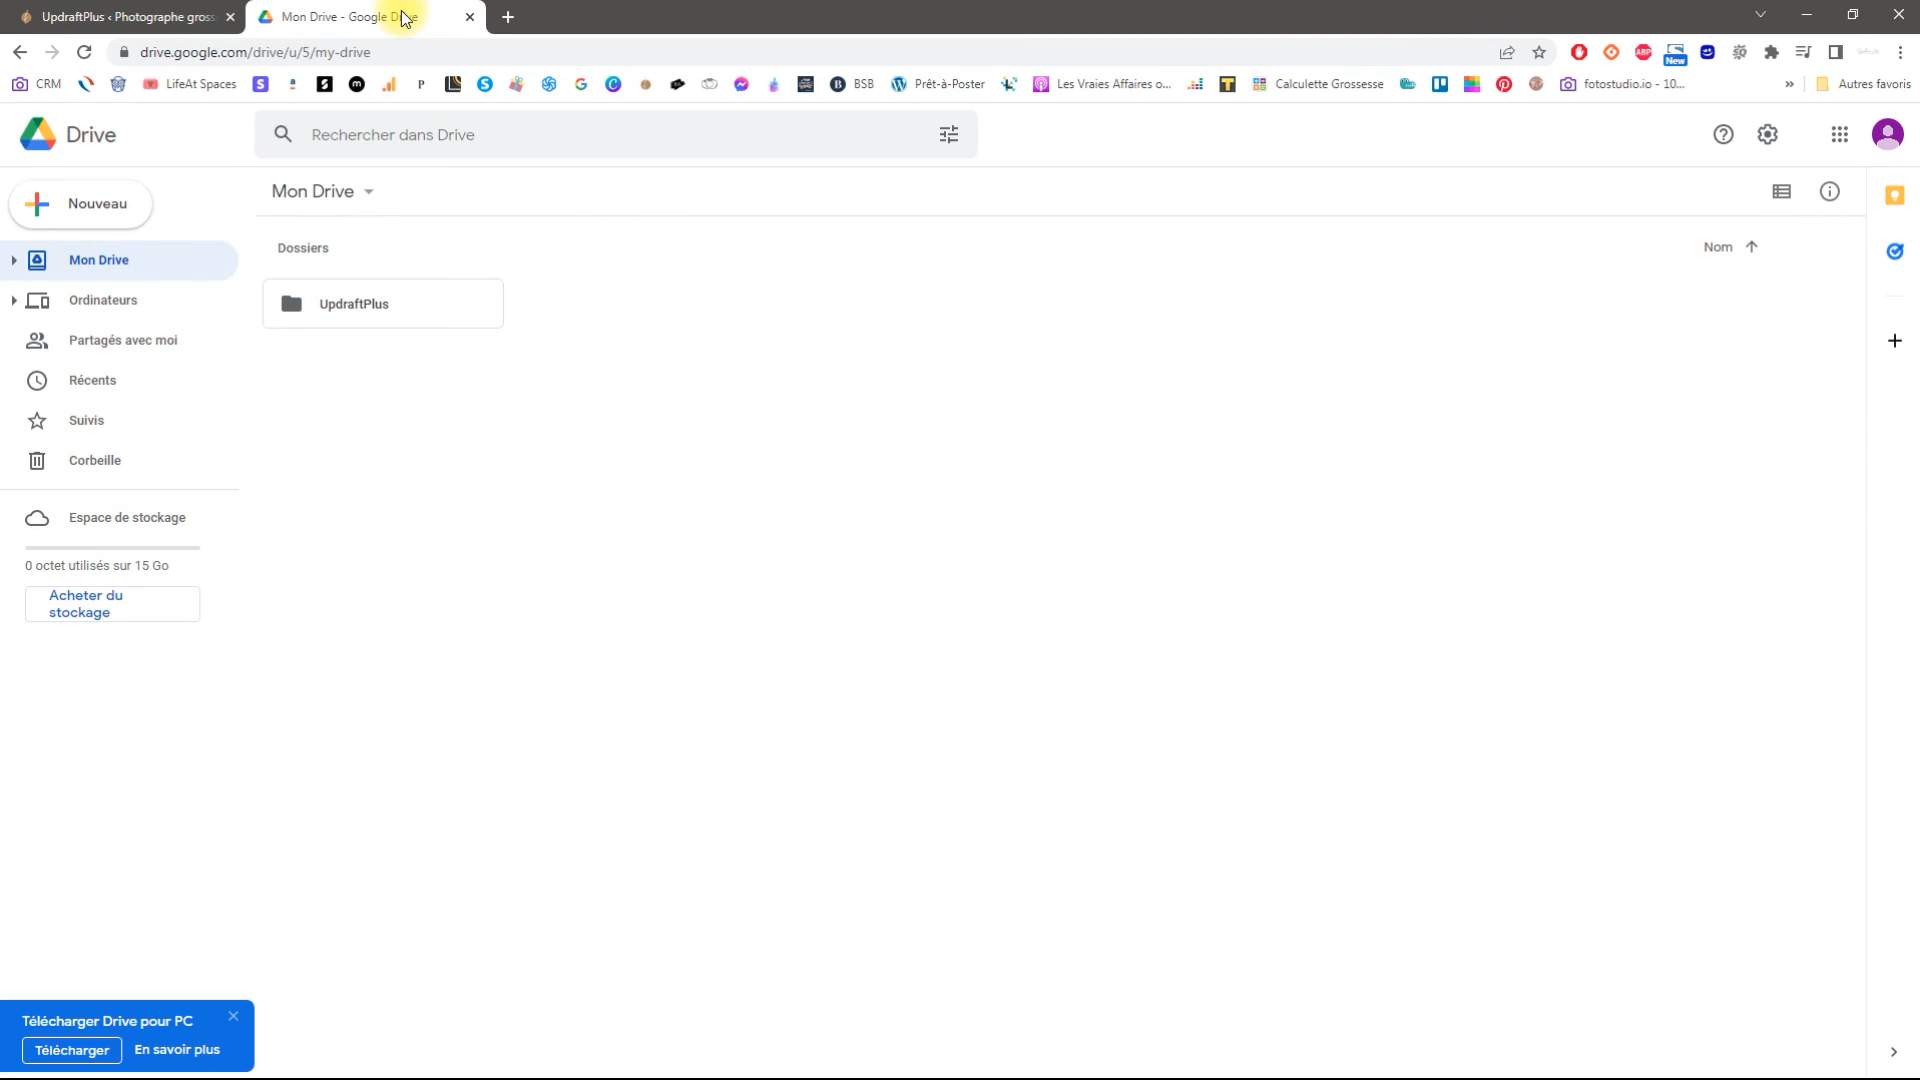 UpdraftPlus ‹ Photographe gros
Mon Drive - Google Drive
drive.google.com/drive/u/5/my-drive
ABP
New
CRM
LifeAt Spaces
BSB
Prêt-à-Poster
Les Vraies Affaires o...
Calculette Grossesse
fotostudio.io - 10...
»
Autres favoris
Drive
Rechercher dans Drive
Nouveau
Mon Drive
Mon Drive
Ordinateurs
Partagés avec moi
Récents
Suivis
Corbeille
Espace de stockage
0 octet utilisés sur 15 Go
Acheter du
stockage
Dossiers
Nom
UpdraftPlus
Télécharger Drive pour PC
Télécharger
En savoir plus